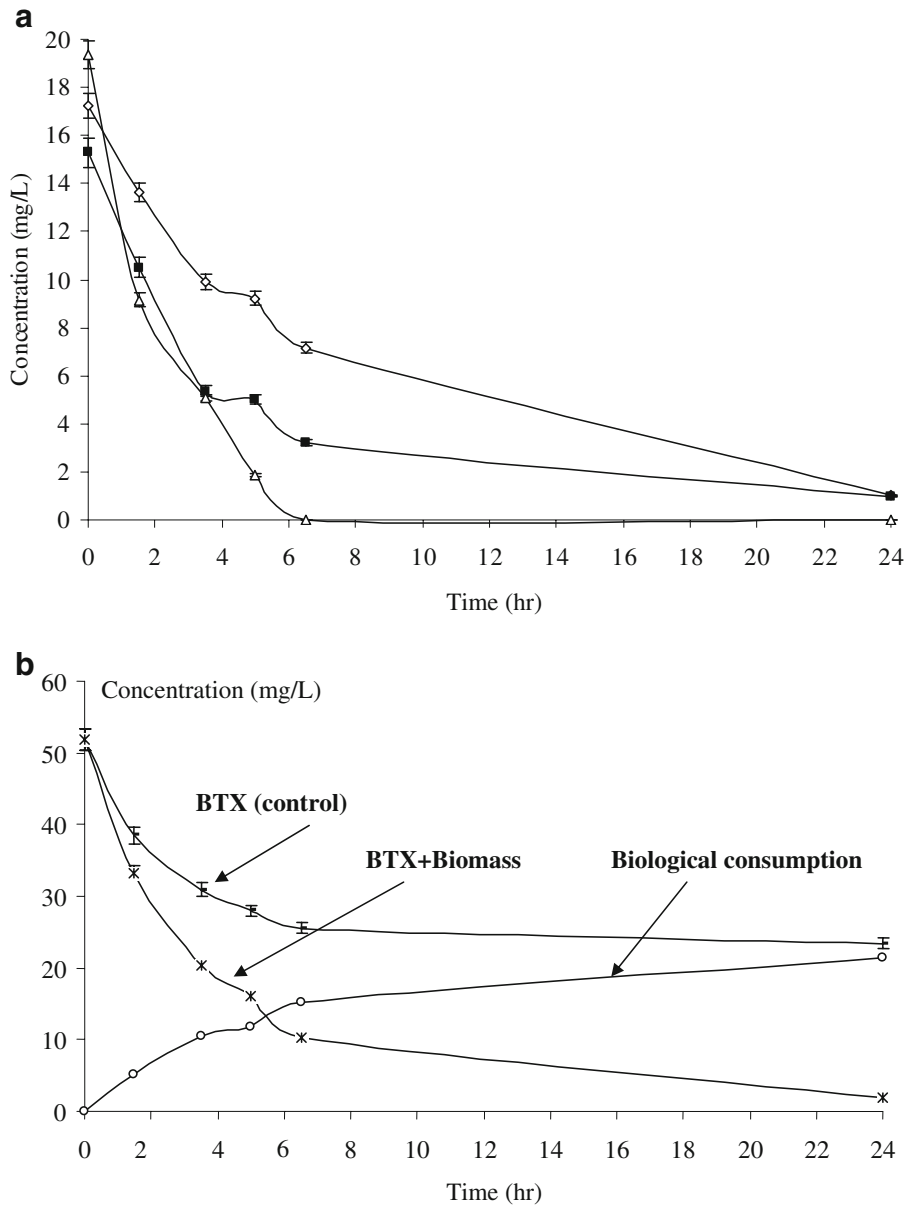 a
20
18
16
14
12
10
8
6
4
2
0
Concentration (mg/L)
0 2 4 6 8 10 12 14 16 18 20 22 24
Time (hr)
b
60
50
40
30
20
10
0
Concentration (mg/L)
BTX (control)
BTX+Biomass
Biological consumption
0 2 4 6 8 10 12 14 16 18 20 22 24
Time (hr)